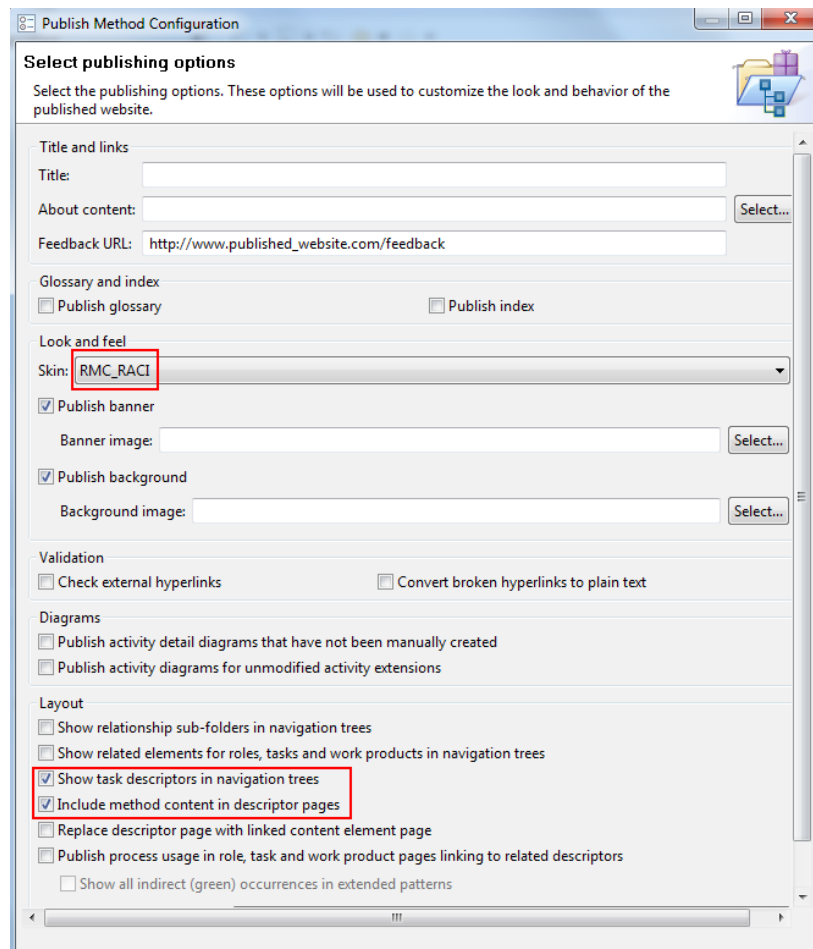 Publish Method Configuration
Select publishing options
Select the publishing options. These options will be used to customize the look and behavior of the
published website.
Title and links
Title:
About content:
Select...
Feedback URL: http://www.published_website.com/feedback
Glossary and index
Publish glossary
Publish index
Look and feel
Skin: RMC_RACI
Publish banner
Banner image:
Select...
Publish background
Background image:
Select...
Validation
Check external hyperlinks
Convert broken hyperlinks to plain text
Diagrams
Publish activity detail diagrams that have not been manually created
Publish activity diagrams for unmodified activity extensions
Layout
Show relationship sub-folders in navigation trees
Show related elements for roles, tasks and work products in navigation trees
Show task descriptors in navigation trees
Include method content in descriptor pages
Replace descriptor page with linked content element page
Publish process usage in role, task and work product pages linking to related descriptors
Show all indirect (green) occurrences in extended patterns